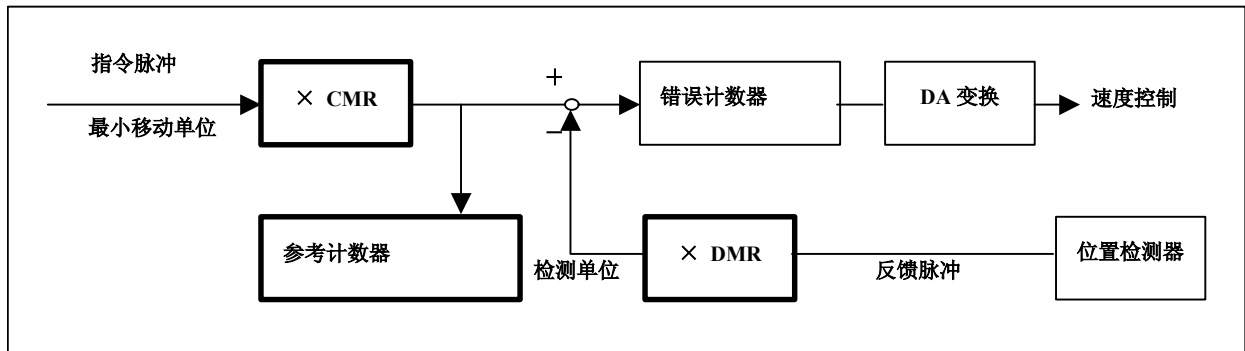 指令脉冲
最小移动单位
× CMR
+
−
错误计数器
DA 变换
速度控制
参考计数器
检测单位
× DMR
反馈脉冲
位置检测器